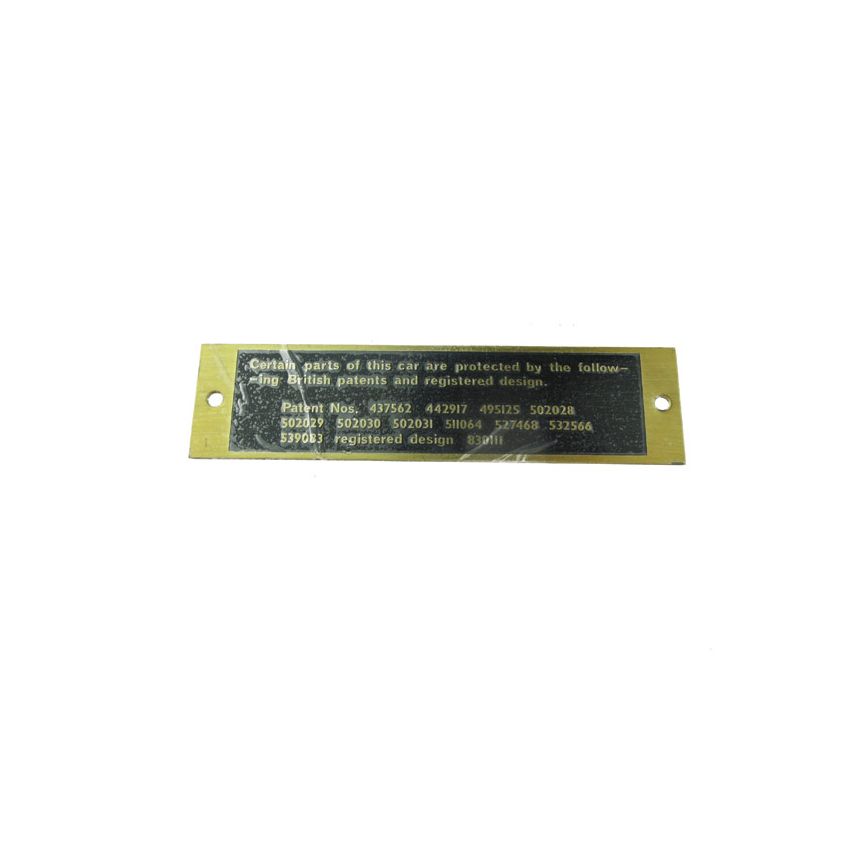 Certain parts of this car are protected by the follow-
-ing British patents and registered design.
Patent Nos. 437562 442917 495125 502028
502029 502030 502031 511064 527468 532566
539083 registered design 830111